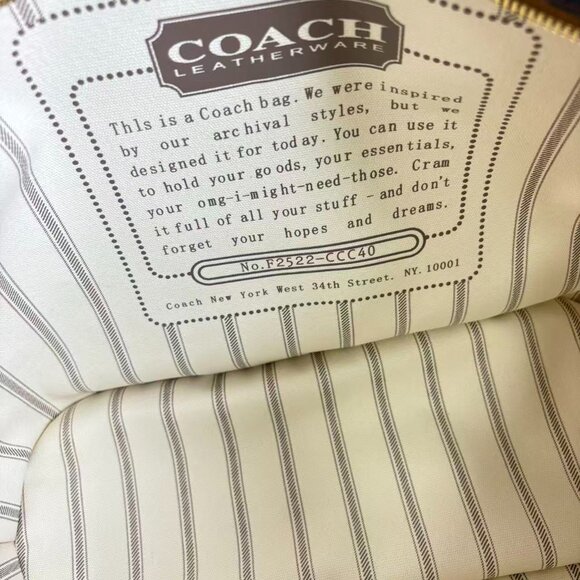 COACH
LEATHERWARE
This is a Coach bag. We were inspired
by our archival styles, but we
designed it for today. You can use it
to hold your goods, your essentials,
your omg-i-might-need-those. Cram
it full of all your stuff - and don't
forget your hopes and dreams.
No.F2522-CCC40
Coach New York West 34th Street. NY. 10001